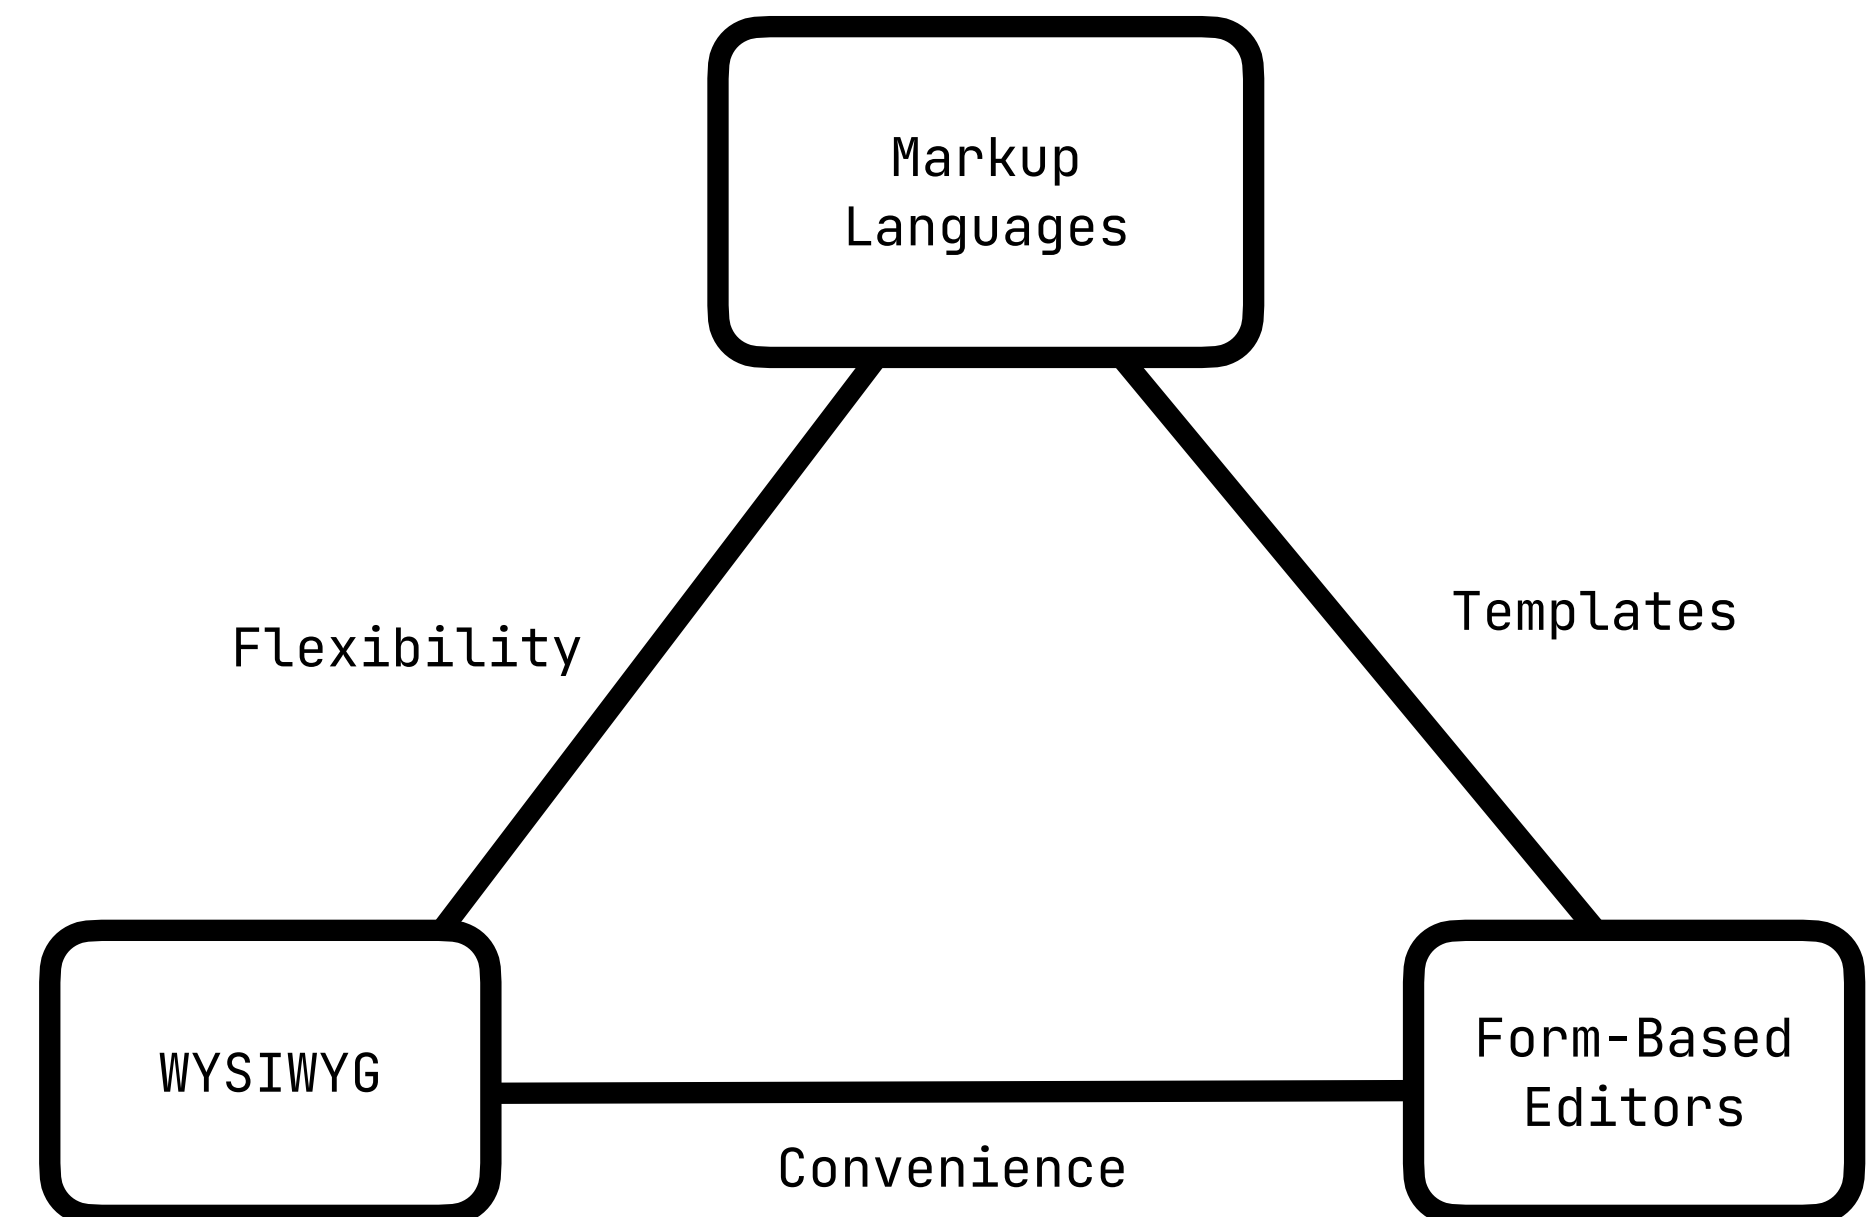 Markup
Languages
Templates
Flexibility
WYSIWYG
Form-Based
Editors
Convenience